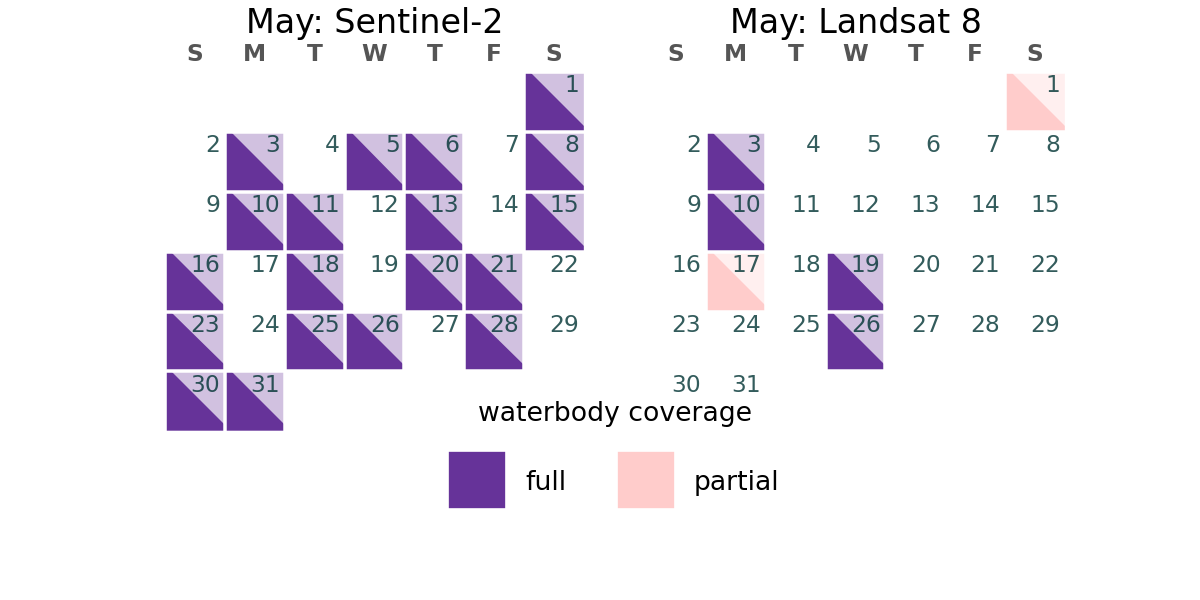 May: Sentinel-2
S M T W T F S
1
2 3 4 5 6 7 8
9 10 11 12 13 14 15
16 17 18 19 20 21 22
23 24 25 26 27 28 29
30 31
May: Landsat 8
S M T W T F S
1
2 3 4 5 6 7 8
9 10 11 12 13 14 15
16 17 18 19 20 21 22
23 24 25 26 27 28 29
30 31
waterbody coverage
full partial